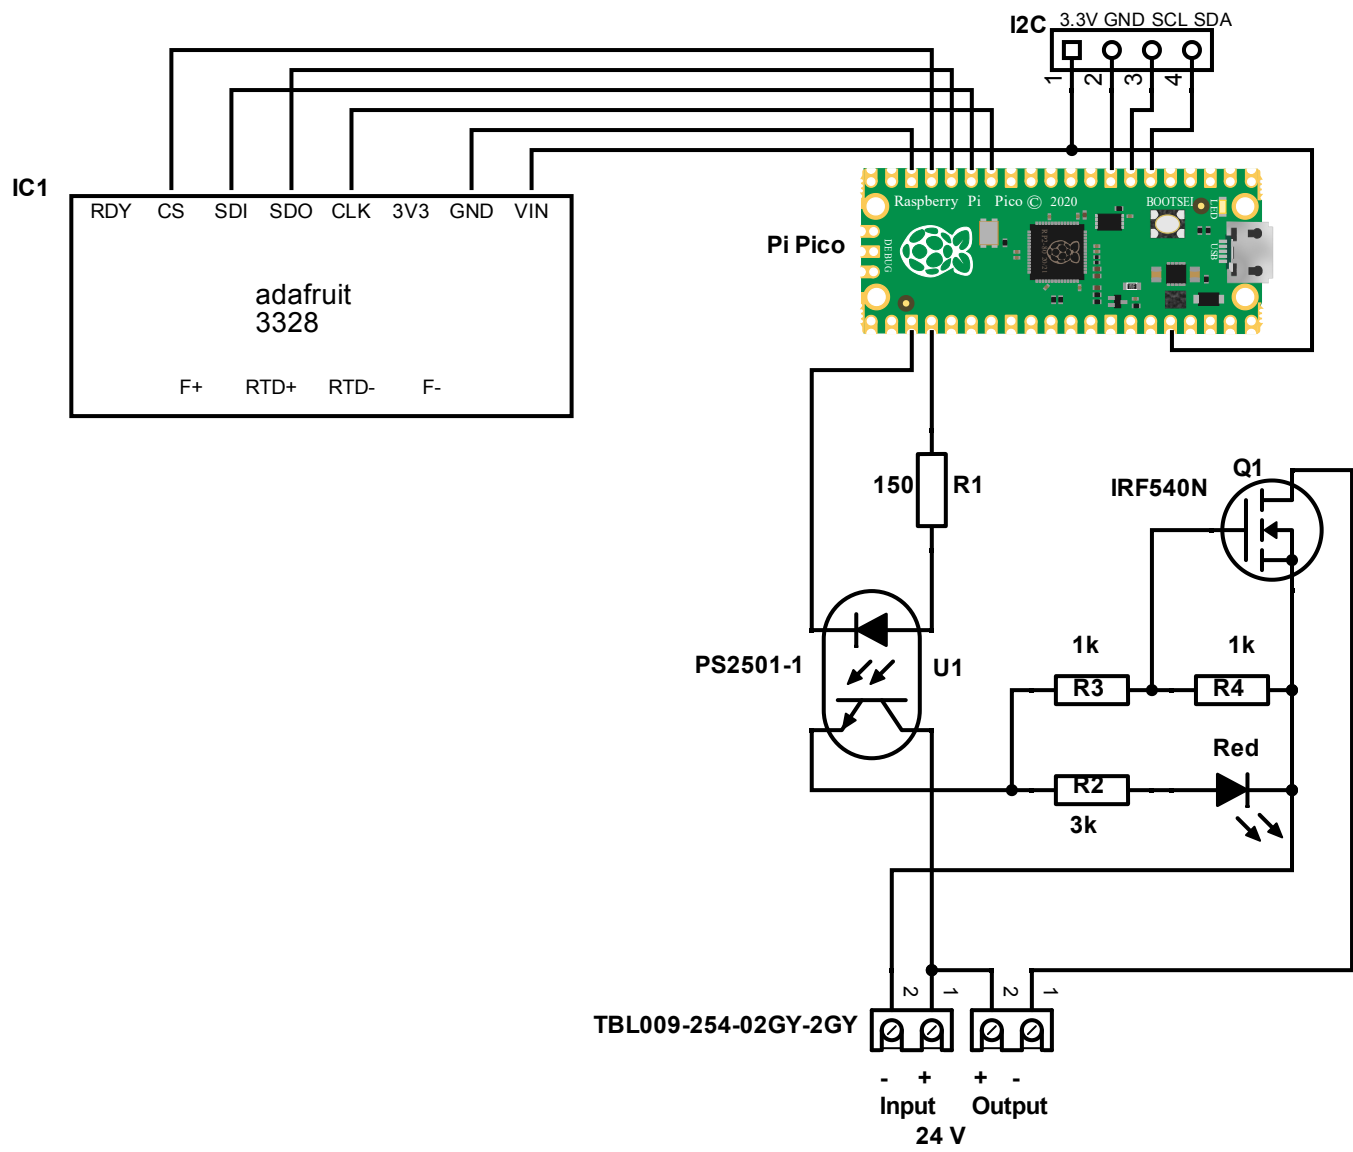 I2C 3.3V GND SCL SDA
1 2 3 4
IC1
RDY CS SDI SDO CLK 3V3 GND VIN
adafruit
3328
F+ RTD+ RTD- F-
Pi Pico
Raspberry Pi Pico © 2020
BOOTSEL
LED
USB
DEBUG
Q1
IRF540N
150 R1
PS2501-1 U1
1k 1k
R3 R4
Red
R2
3k
2 1 2 1
TBL009-254-02GY-2GY
- + + -
Input Output
24 V